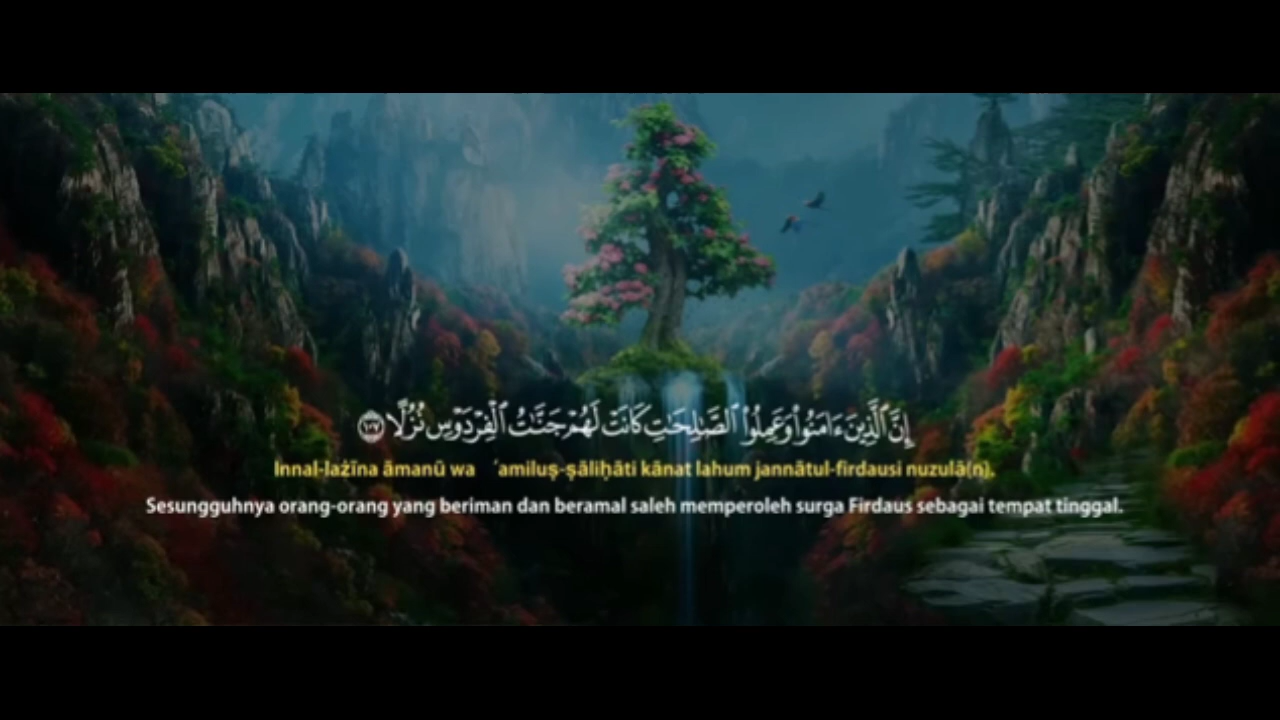 إِنَّ ٱلَّذِينَ ءَامَنُوا۟ وَعَمِلُوا۟ ٱلصَّـٰلِحَـٰتِ كَانَتْ لَهُمْ جَنَّـٰتُ ٱلْفِرْدَوْسِ نُزُلًا ١٠٧
Innal-lażīna āmanū wa ‘amiluṣ-ṣāliḥāti kānat lahum jannātul-firdausi nuzulā(n).
Sesungguhnya orang-orang yang beriman dan beramal saleh memperoleh surga Firdaus sebagai tempat tinggal.